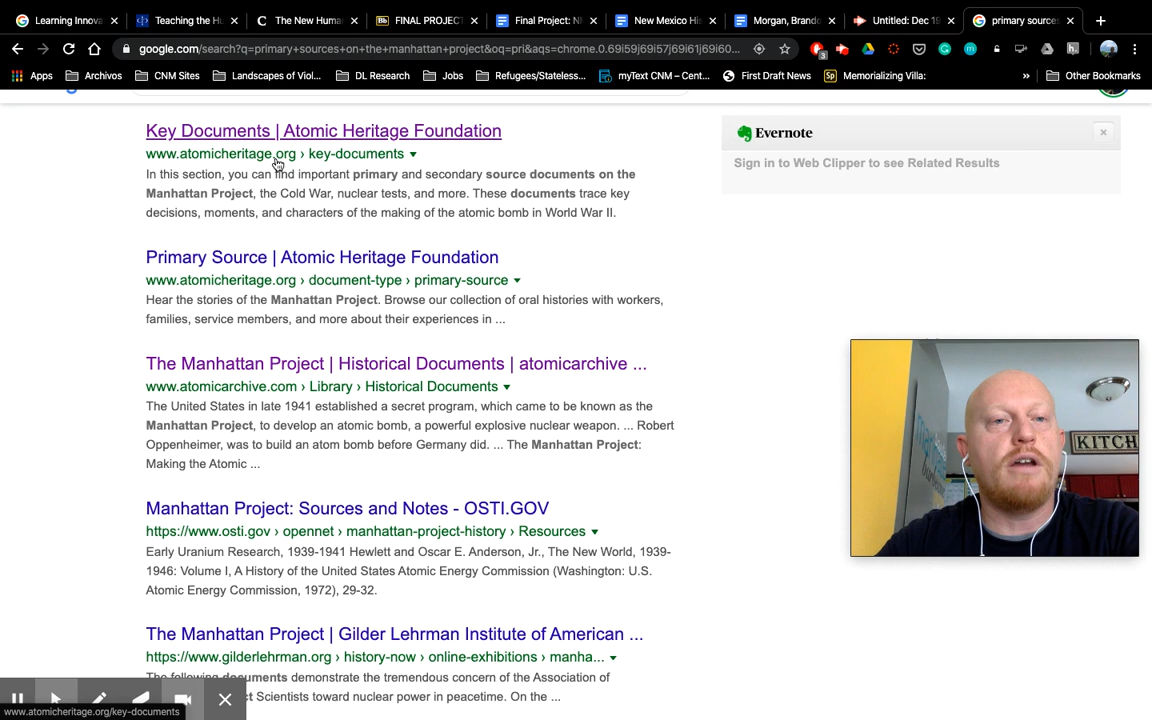 Learning Innova
Teaching the Hu
The New Human
FINAL PROJECT
Final Project: NM
New Mexico His
Morgan, Brando
Untitled: Dec 19
primary sources
google.com/search?q=primary+sources+on+the+manhattan+project&oq=pri&aqs=chrome.0.69i59j69i57j69i61j69i60...
3
Apps
Archivos
CNM Sites
Landscapes of Viol...
DL Research
Jobs
Refugees/Stateless...
myText CNM – Cent...
First Draft News
Sp
Memorializing Villa:
»
Other Bookmarks
Key Documents | Atomic Heritage Foundation
www.atomicheritage.org › key-documents
In this section, you can find important primary and secondary source documents on the
Manhattan Project, the Cold War, nuclear tests, and more. These documents trace key
decisions, moments, and characters of the making of the atomic bomb in World War II.
Evernote
Sign in to Web Clipper to see Related Results
Primary Source | Atomic Heritage Foundation
www.atomicheritage.org › document-type › primary-source
Hear the stories of the Manhattan Project. Browse our collection of oral histories with workers,
families, service members, and more about their experiences in ...
The Manhattan Project | Historical Documents | atomicarchive ...
www.atomicarchive.com › Library › Historical Documents
The United States in late 1941 established a secret program, which came to be known as the
Manhattan Project, to develop an atomic bomb, a powerful explosive nuclear weapon. ... Robert
Oppenheimer, was to build an atom bomb before Germany did. ... The Manhattan Project:
Making the Atomic ...
KITCH
Manhattan Project: Sources and Notes - OSTI.GOV
https://www.osti.gov › opennet › manhattan-project-history › Resources
Early Uranium Research, 1939-1941 Hewlett and Oscar E. Anderson, Jr., The New World, 1939-
1946: Volume I, A History of the United States Atomic Energy Commission (Washington: U.S.
Atomic Energy Commission, 1972), 29-32.
The Manhattan Project | Gilder Lehrman Institute of American ...
https://www.gilderlehrman.org › history-now › online-exhibitions › manha...
The following documents demonstrate the tremendous concern of the Association of
Scientists toward nuclear power in peacetime. On the ...
www.atomicheritage.org/key-documents